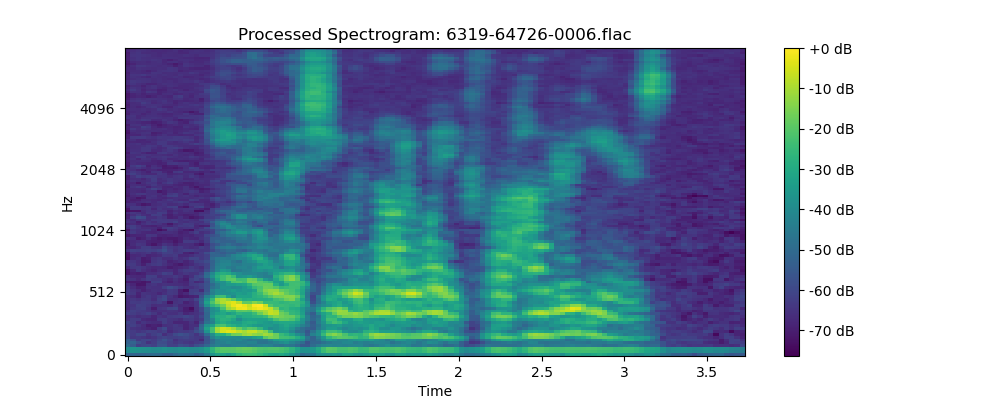 Processed Spectrogram: 6319-64726-0006.flac
Hz
4096
2048
1024
512
0
0 0.5 1 1.5 2 2.5 3 3.5
Time
+0 dB
-10 dB
-20 dB
-30 dB
-40 dB
-50 dB
-60 dB
-70 dB